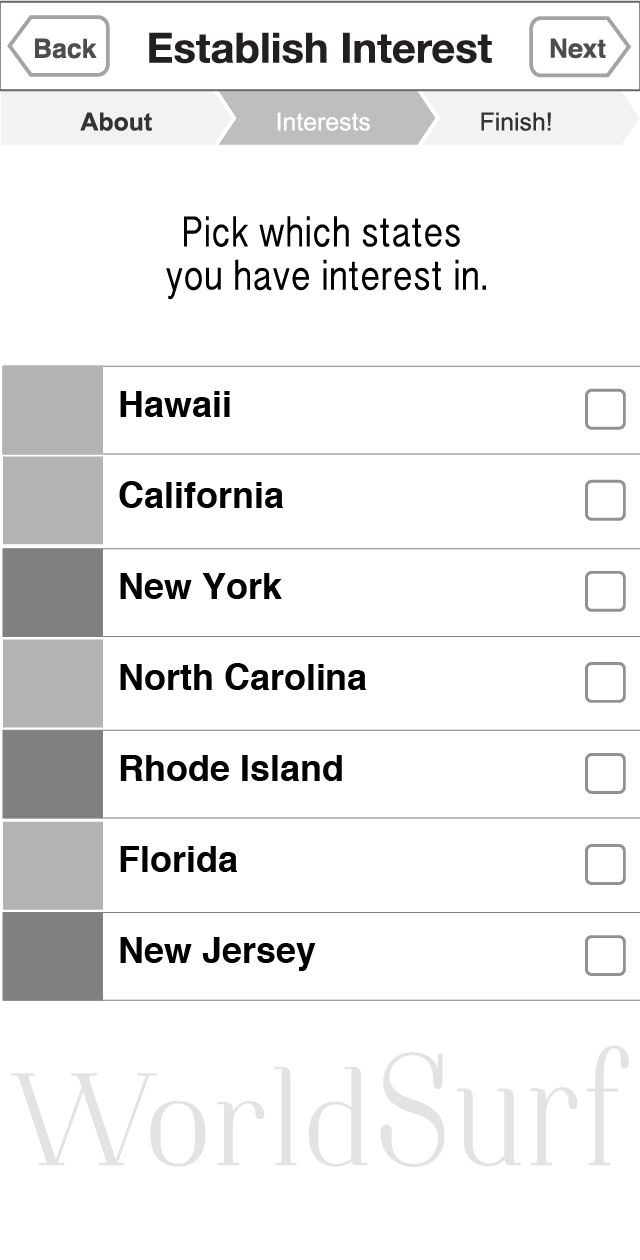 Back
Establish Interest
Next
About
Interests
Finish!
Pick which states
you have interest in.
Hawaii
California
New York
North Carolina
Rhode Island
Florida
New Jersey
WorldSurf